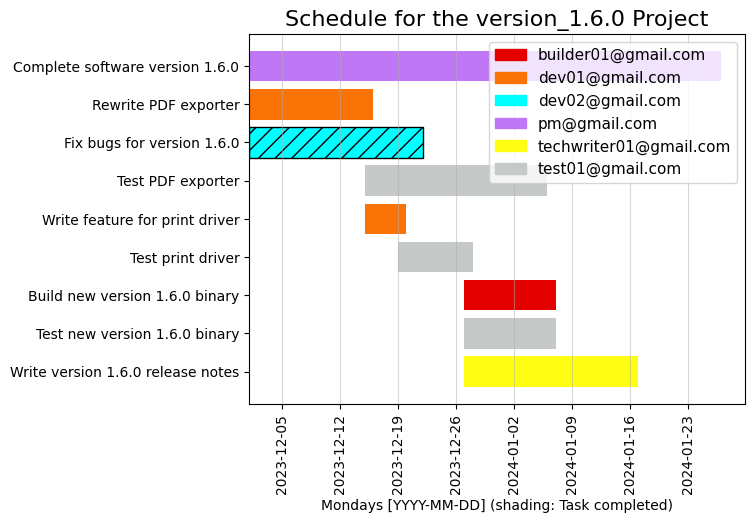 Schedule for the version_1.6.0 Project
Complete software version 1.6.0
Rewrite PDF exporter
Fix bugs for version 1.6.0
Test PDF exporter
Write feature for print driver
Test print driver
Build new version 1.6.0 binary
Test new version 1.6.0 binary
Write version 1.6.0 release notes
builder01@gmail.com
dev01@gmail.com
dev02@gmail.com
pm@gmail.com
techwriter01@gmail.com
test01@gmail.com
2023-12-05
2023-12-12
2023-12-19
2023-12-26
2024-01-02
2024-01-09
2024-01-16
2024-01-23
Mondays [YYYY-MM-DD] (shading: Task completed)